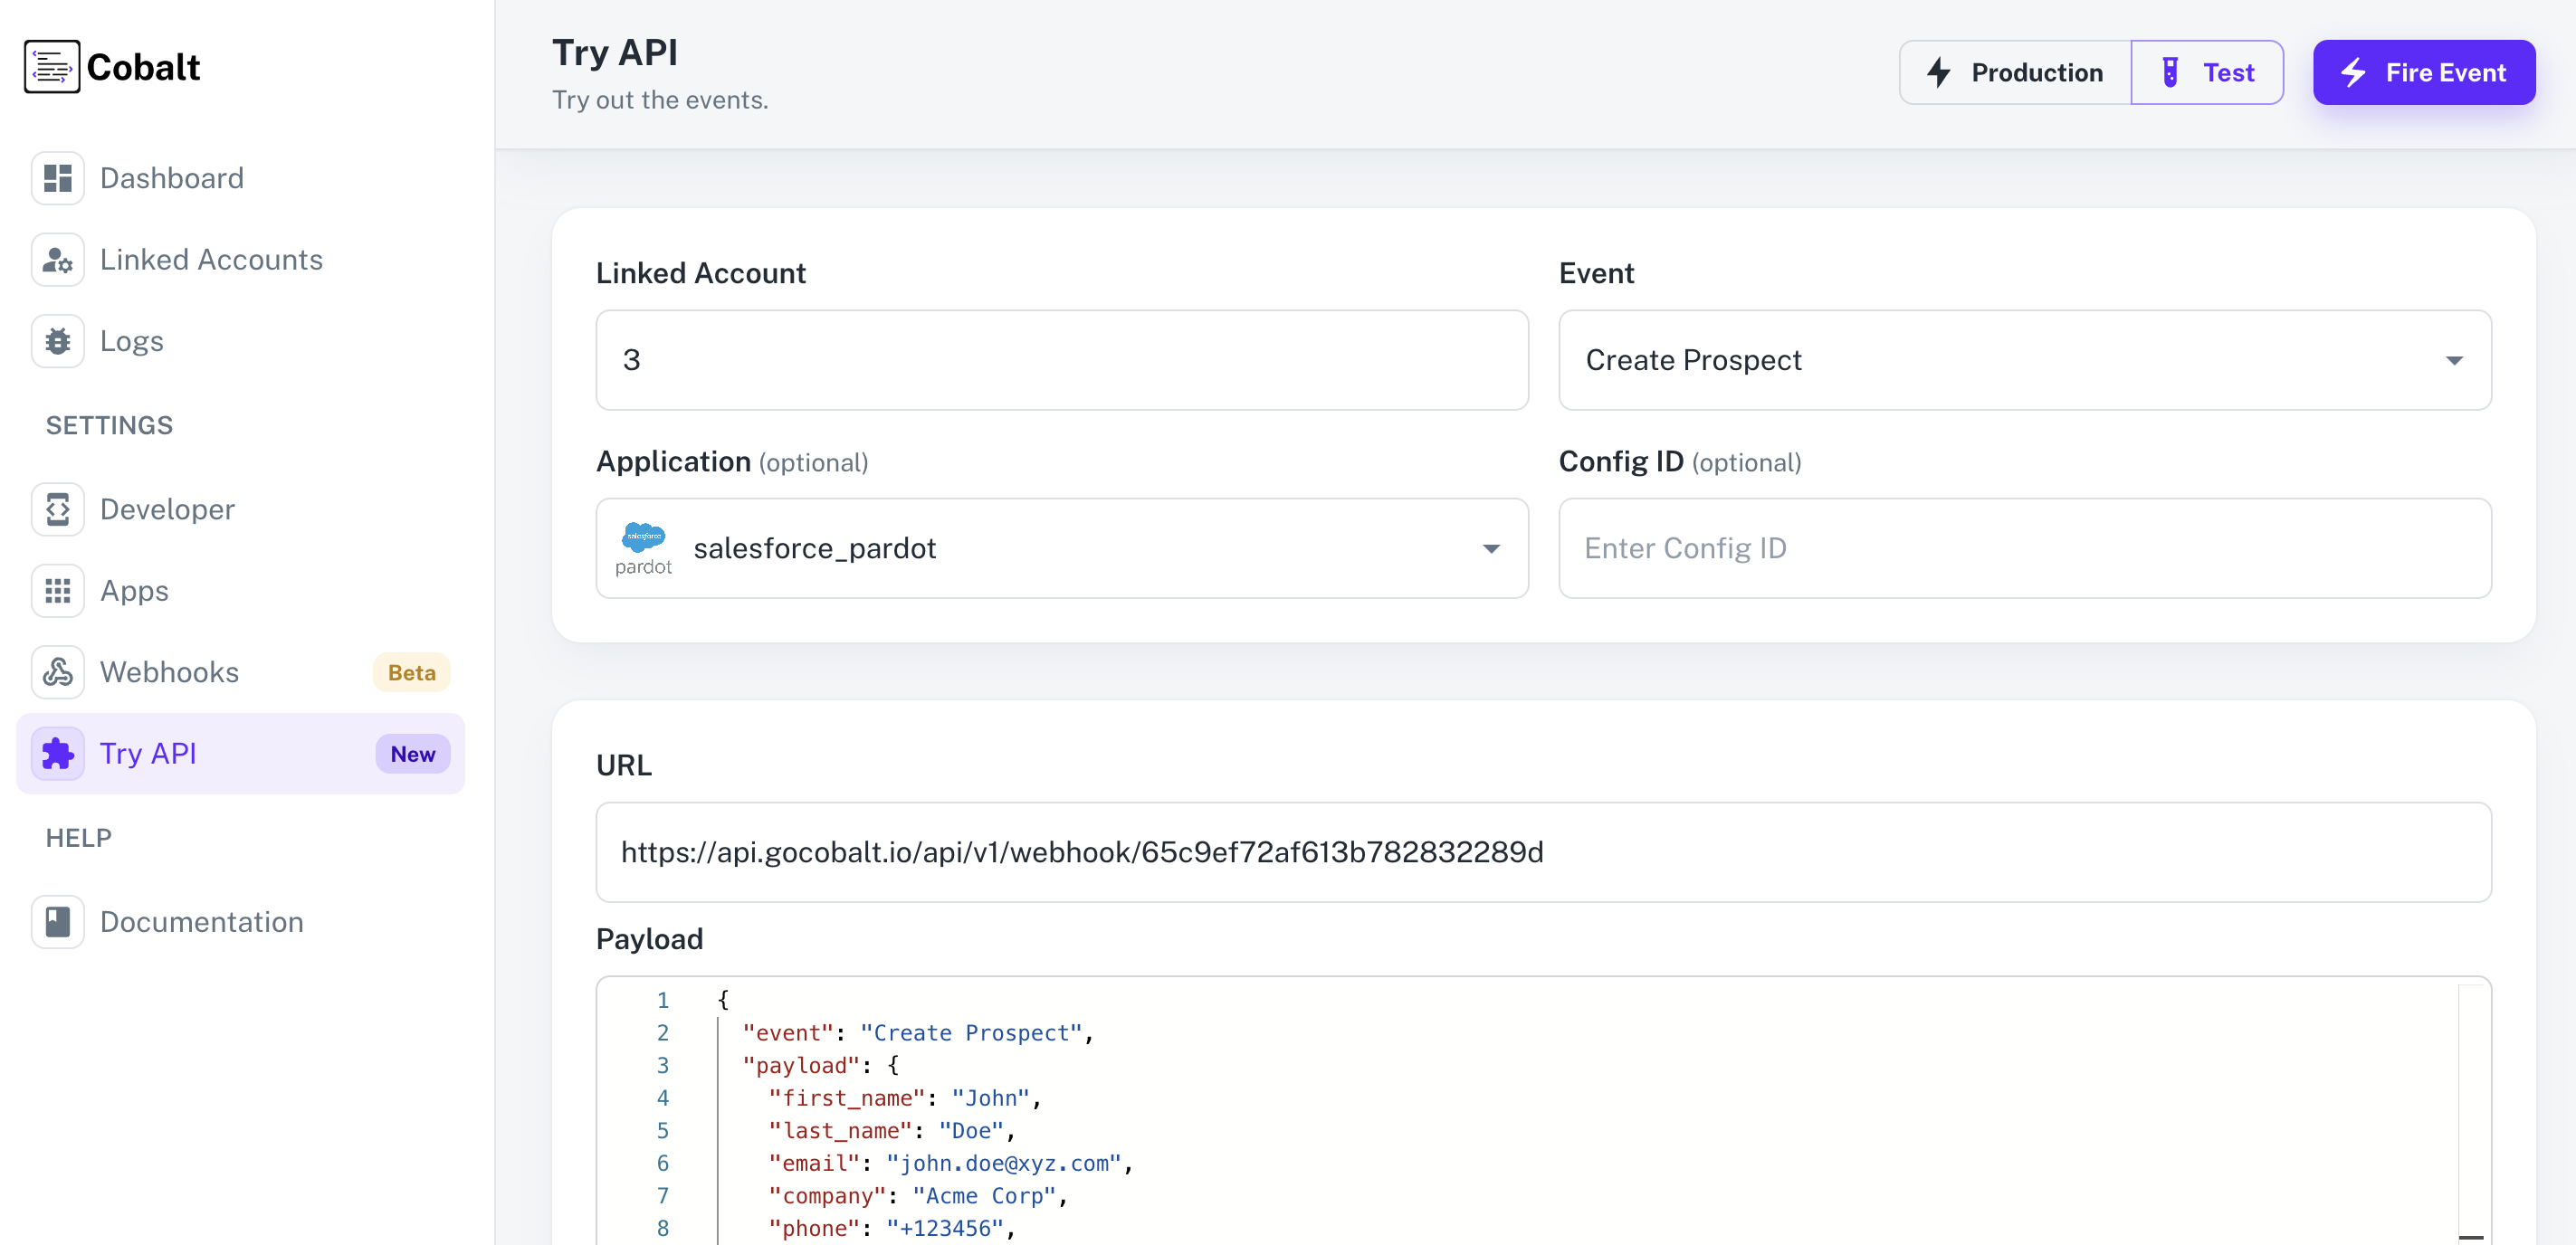 Cobalt
Dashboard
Linked Accounts
Logs
SETTINGS
Developer
Apps
Webhooks Beta
Try API New
HELP
Documentation
Try API
Try out the events.
Production Test Fire Event
Linked Account
3
Event
Create Prospect
Application (optional)
salesforce
pardot
salesforce_pardot
Config ID (optional)
Enter Config ID
URL
https://api.gocobalt.io/api/v1/webhook/65c9ef72af613b782832289d
Payload
1 {
2 "event": "Create Prospect",
3 "payload": {
4 "first_name": "John",
5 "last_name": "Doe",
6 "email": "john.doe@xyz.com",
7 "company": "Acme Corp",
8 "phone": "+123456",